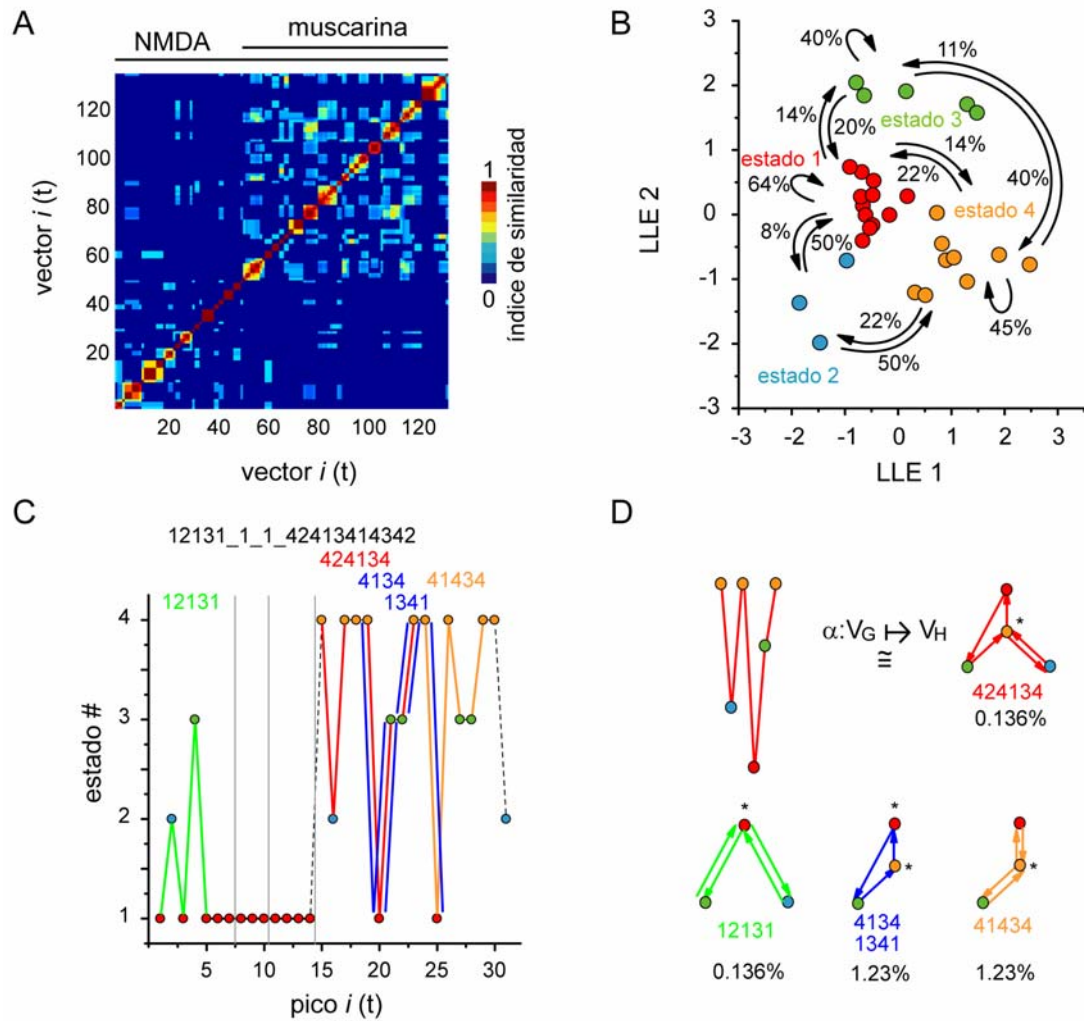 A
NMDA
muscarina
vector i (t)
120
100
80
60
40
20
20 40 60 80 100 120
vector i (t)
1
0
índice de similaridad
B
LLE 2
3
2
1
0
-1
-2
-3
-3 -2 -1 0 1 2 3
LLE 1
40%
11%
14%
20%
estado 3
14%
estado 1
22%
40%
64%
estado 4
8%
50%
22%
45%
50%
estado 2
C
12131_1_1_42413414342
424134
12131
4134
41434
1341
estado #
4
3
2
1
5 10 15 20 25 30
pico i (t)
D
α:V_G ↦ V_H
≅
*
424134
0.136%
*
12131
0.136%
*
*
4134
1341
1.23%
*
41434
1.23%